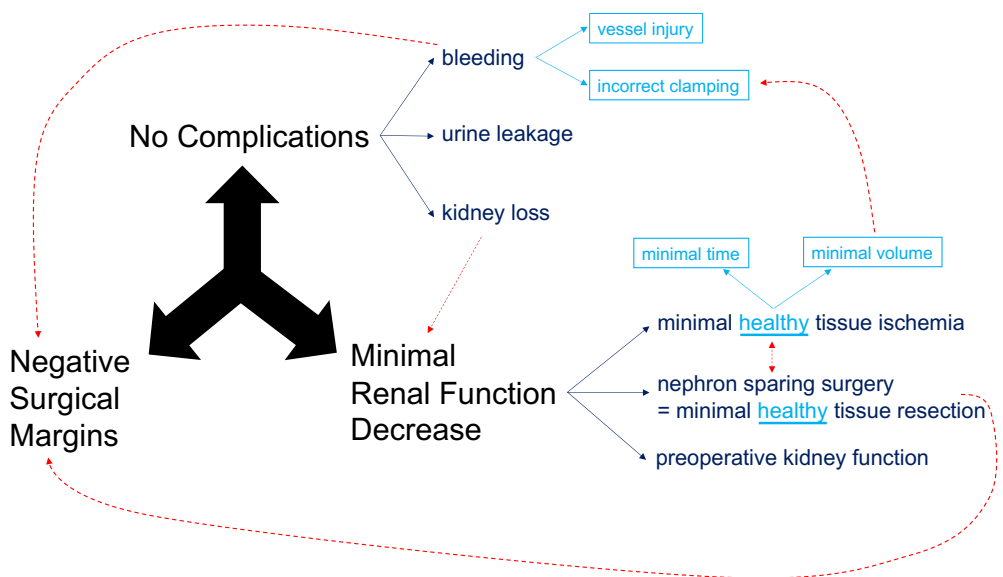 vessel injury
bleeding
incorrect clamping
No Complications
urine leakage
kidney loss
minimal time
minimal volume
minimal healthy tissue ischemia
Negative
Surgical
Margins
Minimal
Renal Function
Decrease
nephron sparing surgery
= minimal healthy tissue resection
preoperative kidney function